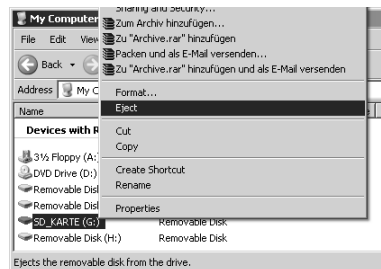 My Computer
Sharing and Security...
Zum Archiv hinzufügen...
File Edit View
Zu "Archive.rar" hinzufügen
Packen und als E-Mail versenden...
Back
Zu "Archive.rar" hinzufügen und als E-Mail versenden
Address My C
Format...
Name
Eject
Devices with R
Cut
Copy
3½ Floppy (A:)
DVD Drive (D:)
Create Shortcut
Removable Disk
Rename
Removable Disk
Properties
SD_KARTE (G:) Removable Disk
Removable Disk (H:) Removable Disk
Ejects the removable disk from the drive.